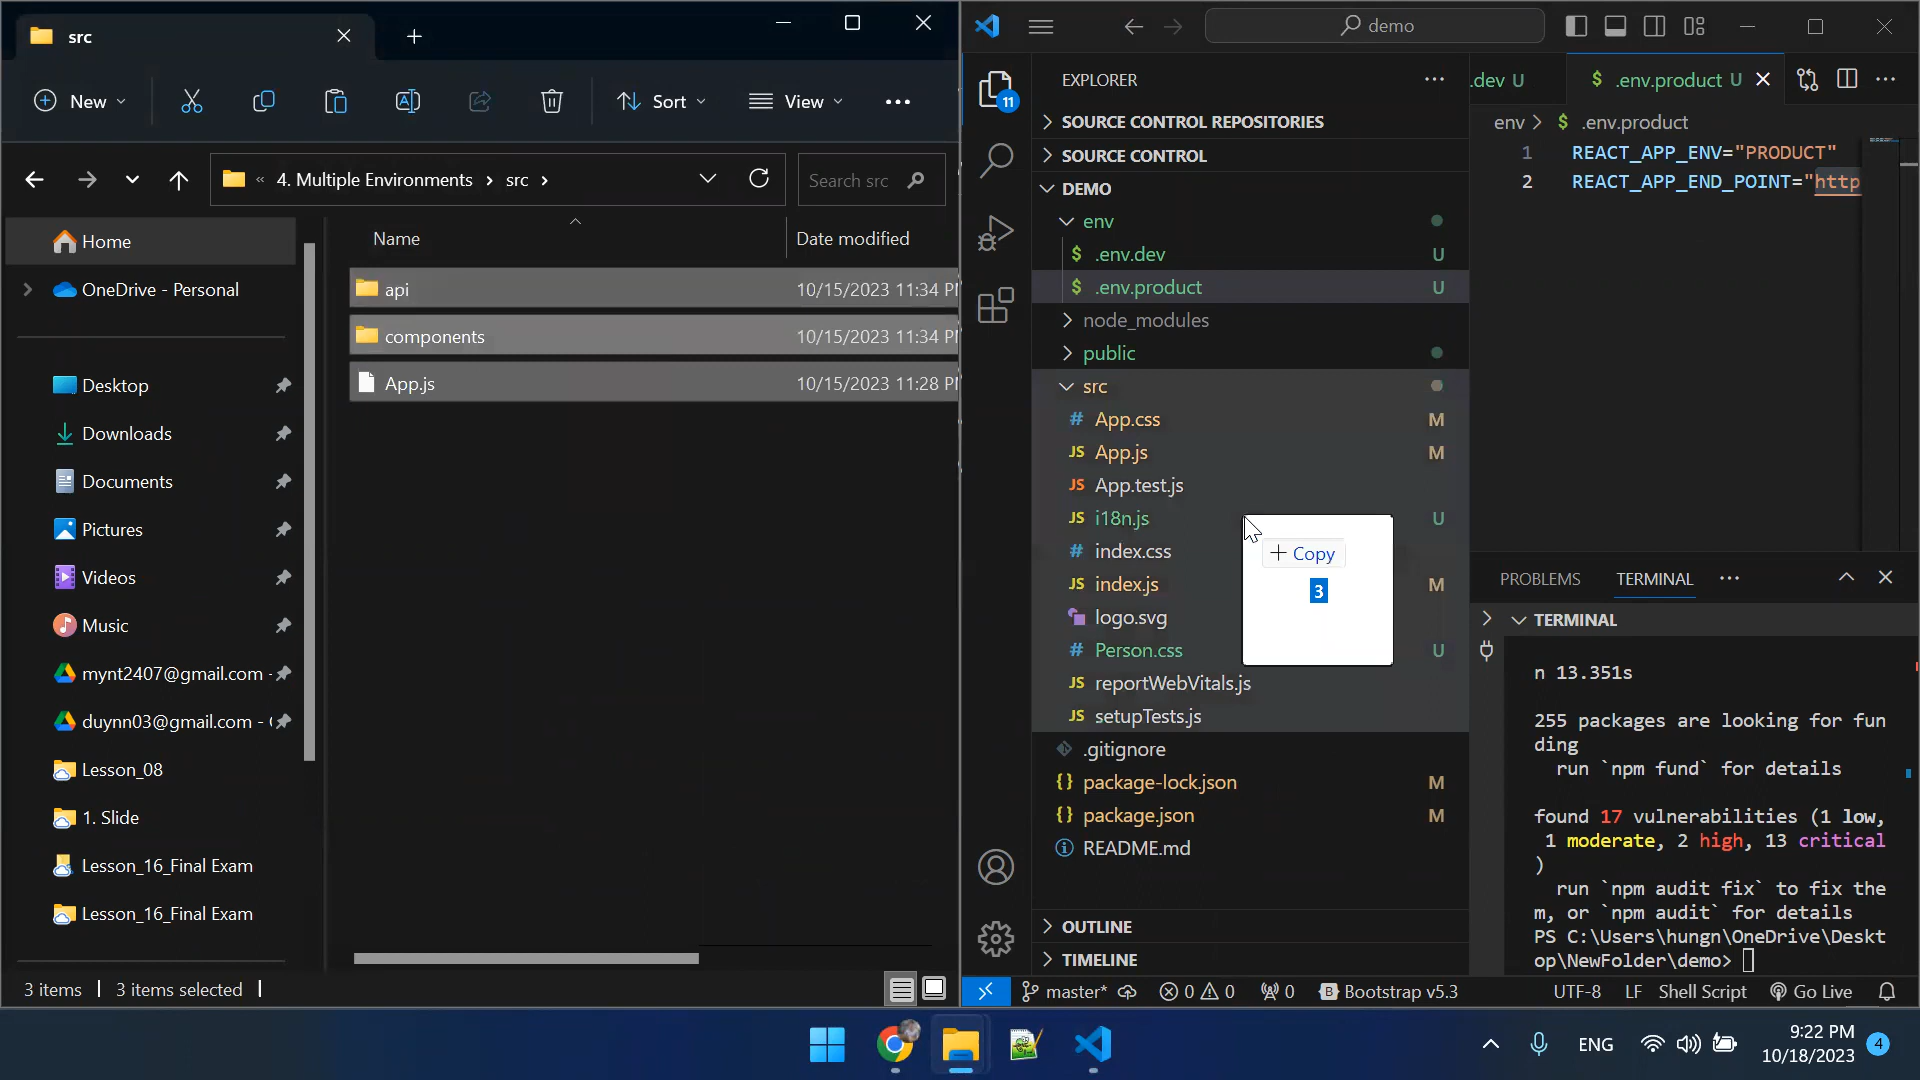 src
New
Sort
View
4. Multiple Environments
src
Search src
Name
Date modified
Home
OneDrive - Personal
api
10/15/2023 11:34 PM
components
10/15/2023 11:34 PM
App.js
10/15/2023 11:28 PM
Desktop
Downloads
Documents
Pictures
Videos
Music
mynt2407@gmail.com -
duynn03@gmail.com - (
Lesson_08
1. Slide
Lesson_16_Final Exam
Lesson_16_Final Exam
3 items
3 items selected
demo
11
EXPLORER
SOURCE CONTROL REPOSITORIES
SOURCE CONTROL
DEMO
env
.env.dev U
.env.product U
node_modules
public
src
App.css M
App.js M
App.test.js
i18n.js U
index.css
index.js M
logo.svg
Person.css U
reportWebVitals.js
setupTests.js
.gitignore
package-lock.json M
package.json M
README.md
OUTLINE
TIMELINE
+ Copy
3
.dev U
.env.product U
env > $ .env.product
1 REACT_APP_ENV="PRODUCT"
2 REACT_APP_END_POINT="http
PROBLEMS
TERMINAL
TERMINAL
n 13.351s
255 packages are looking for fun
ding
run `npm fund` for details
found 17 vulnerabilities (1 low,
1 moderate, 2 high, 13 critical
)
run `npm audit fix` to fix the
m, or `npm audit` for details
PS C:\Users\hungn\OneDrive\Deskt
op\NewFolder\demo>
master*
0
0
0
Bootstrap v5.3
UTF-8
LF
Shell Script
Go Live
ENG
9:22 PM
10/18/2023
4